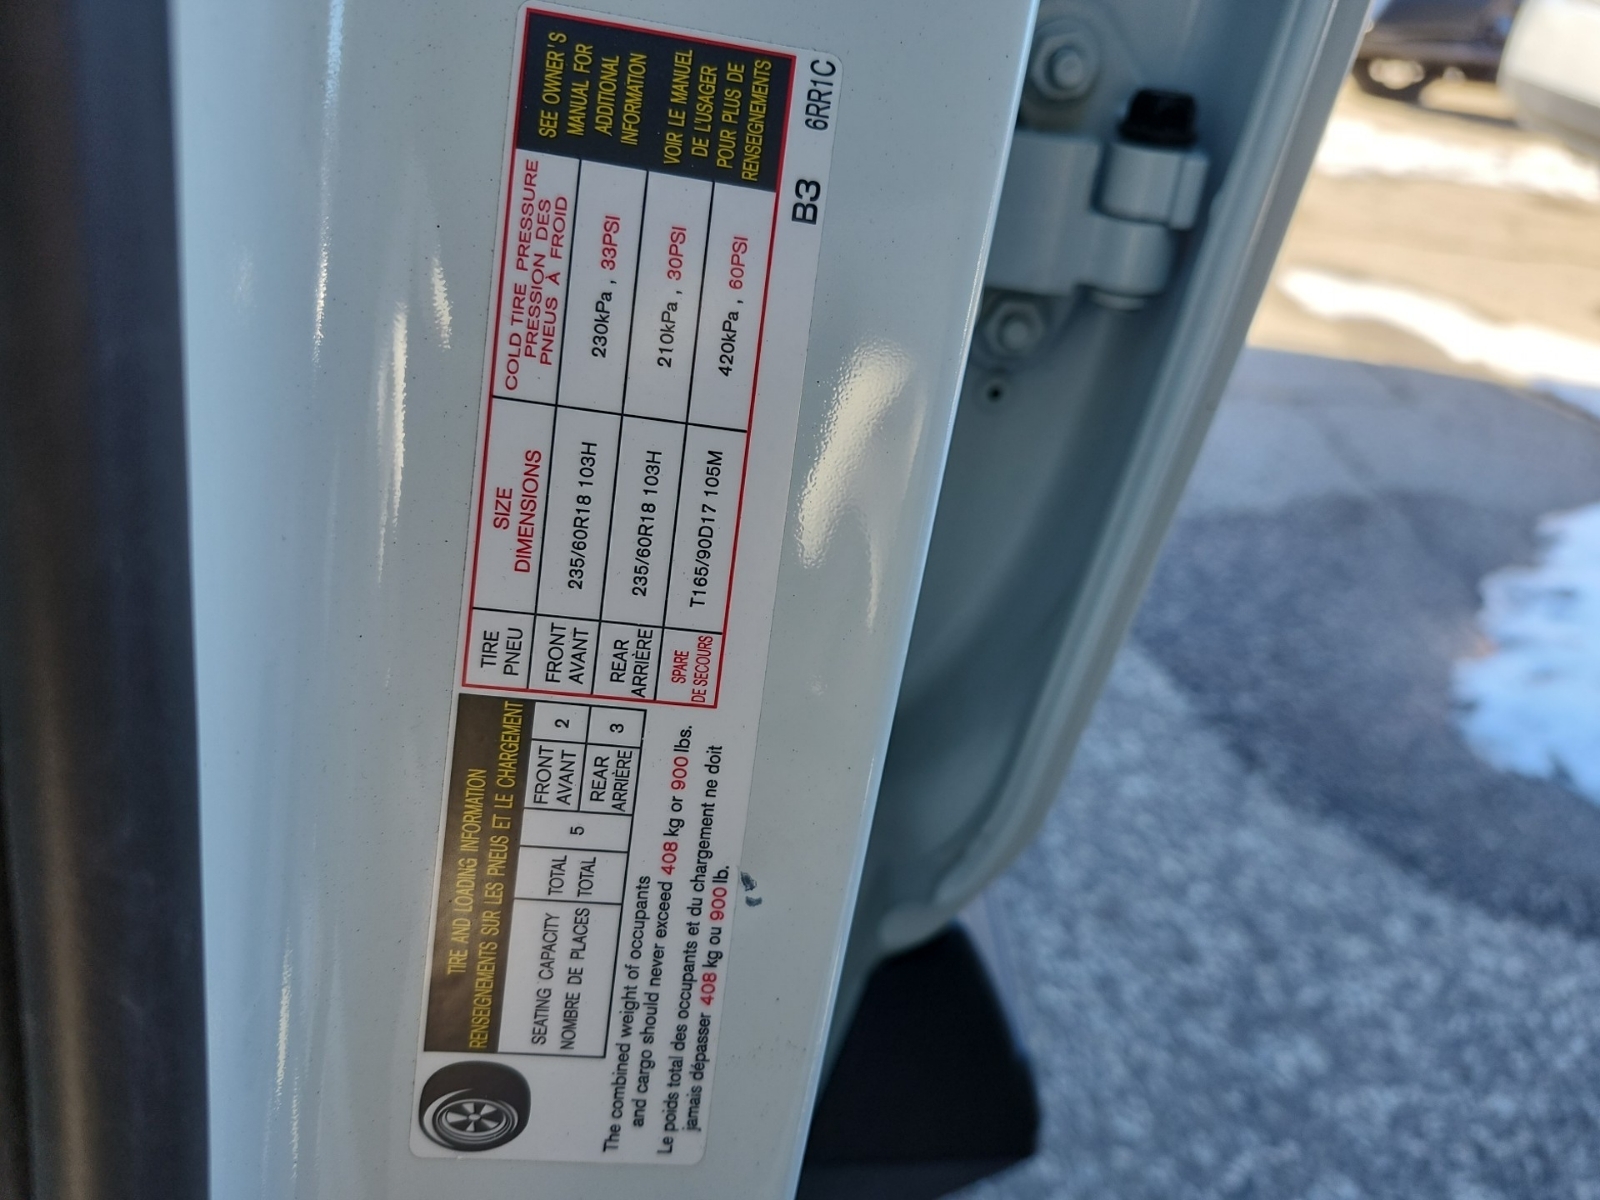 TIRE AND LOADING INFORMATION
RENSEIGNEMENTS SUR LES PNEUS ET LE CHARGEMENT
SEATING CAPACITY
NOMBRE DE PLACES
TOTAL
TOTAL
5
FRONT
AVANT
2
REAR
ARRIÈRE
3
The combined weight of occupants
and cargo should never exceed 408 kg or 900 lbs.
Le poids total des occupants et du chargement ne doit
jamais dépasser 408 kg ou 900 lb.
TIRE
PNEU
SIZE
DIMENSIONS
COLD TIRE PRESSURE
PRESSION DES
PNEUS À FROID
FRONT
AVANT
235/60R18 103H
230kPa, 33PSI
REAR
ARRIÈRE
235/60R18 103H
210kPa, 30PSI
SPARE
DE SECOURS
T165/90D17 105M
420kPa, 60PSI
SEE OWNER'S
MANUAL FOR
ADDITIONAL
INFORMATION
VOIR LE MANUEL
DE L'USAGER
POUR PLUS DE
RENSEIGNEMENTS
B3 6RR1C